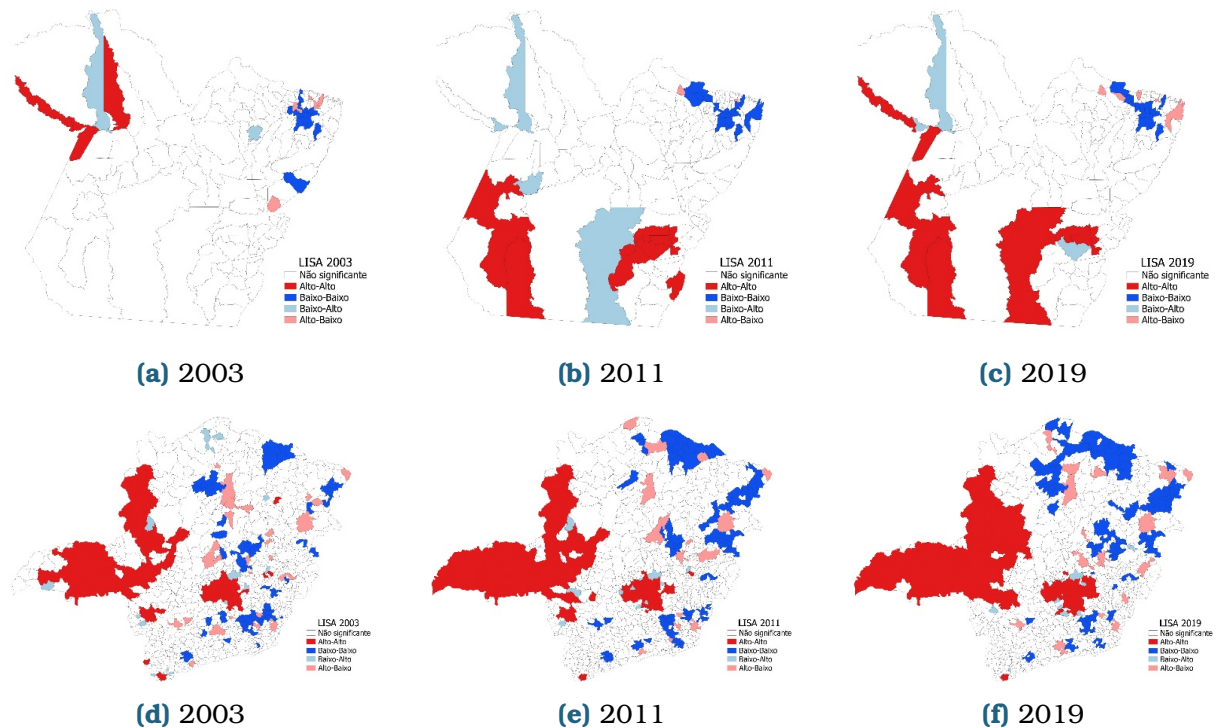 LISA 2003
Não significante
Alto-Alto
Baixo-Baixo
Baixo-Alto
Alto-Baixo
LISA 2011
Não significante
Alto-Alto
Baixo-Baixo
Baixo-Alto
Alto-Baixo
LISA 2019
Não significante
Alto-Alto
Baixo-Baixo
Baixo-Alto
Alto-Baixo
(a) 2003
(b) 2011
(c) 2019
LISA 2003
Não significante
Alto-Alto
Baixo-Baixo
Baixo-Alto
Alto-Baixo
LISA 2011
Não significante
Alto-Alto
Baixo-Baixo
Baixo-Alto
Alto-Baixo
LISA 2019
Não significante
Alto-Alto
Baixo-Baixo
Baixo-Alto
Alto-Baixo
(d) 2003
(e) 2011
(f) 2019